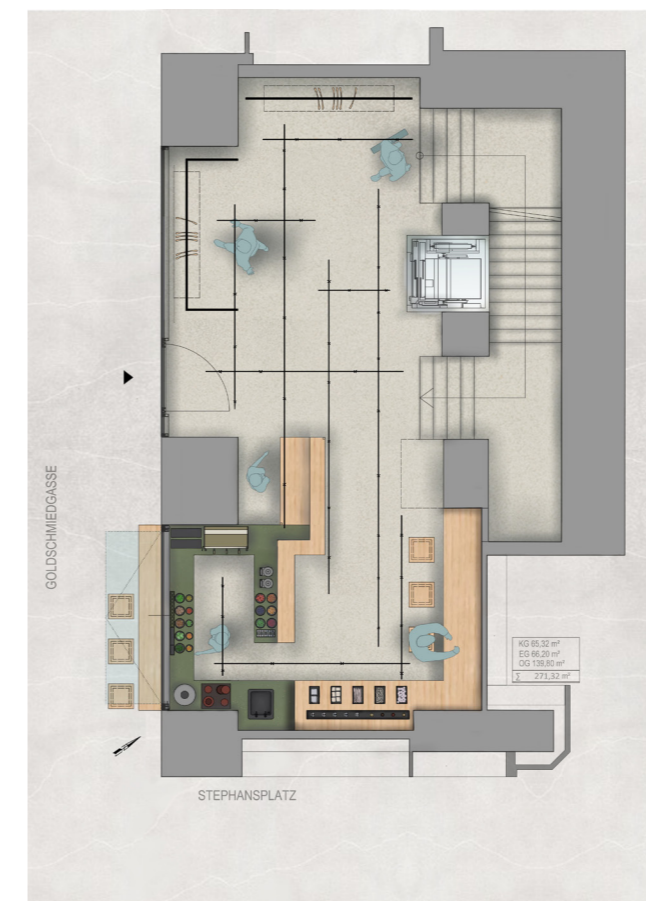 GOLDSCHMIEDGASSE
KG 65,32 m²
EG 66,20 m²
OG 139,80 m²
∑ 271,32 m²
STEPHANSPLATZ